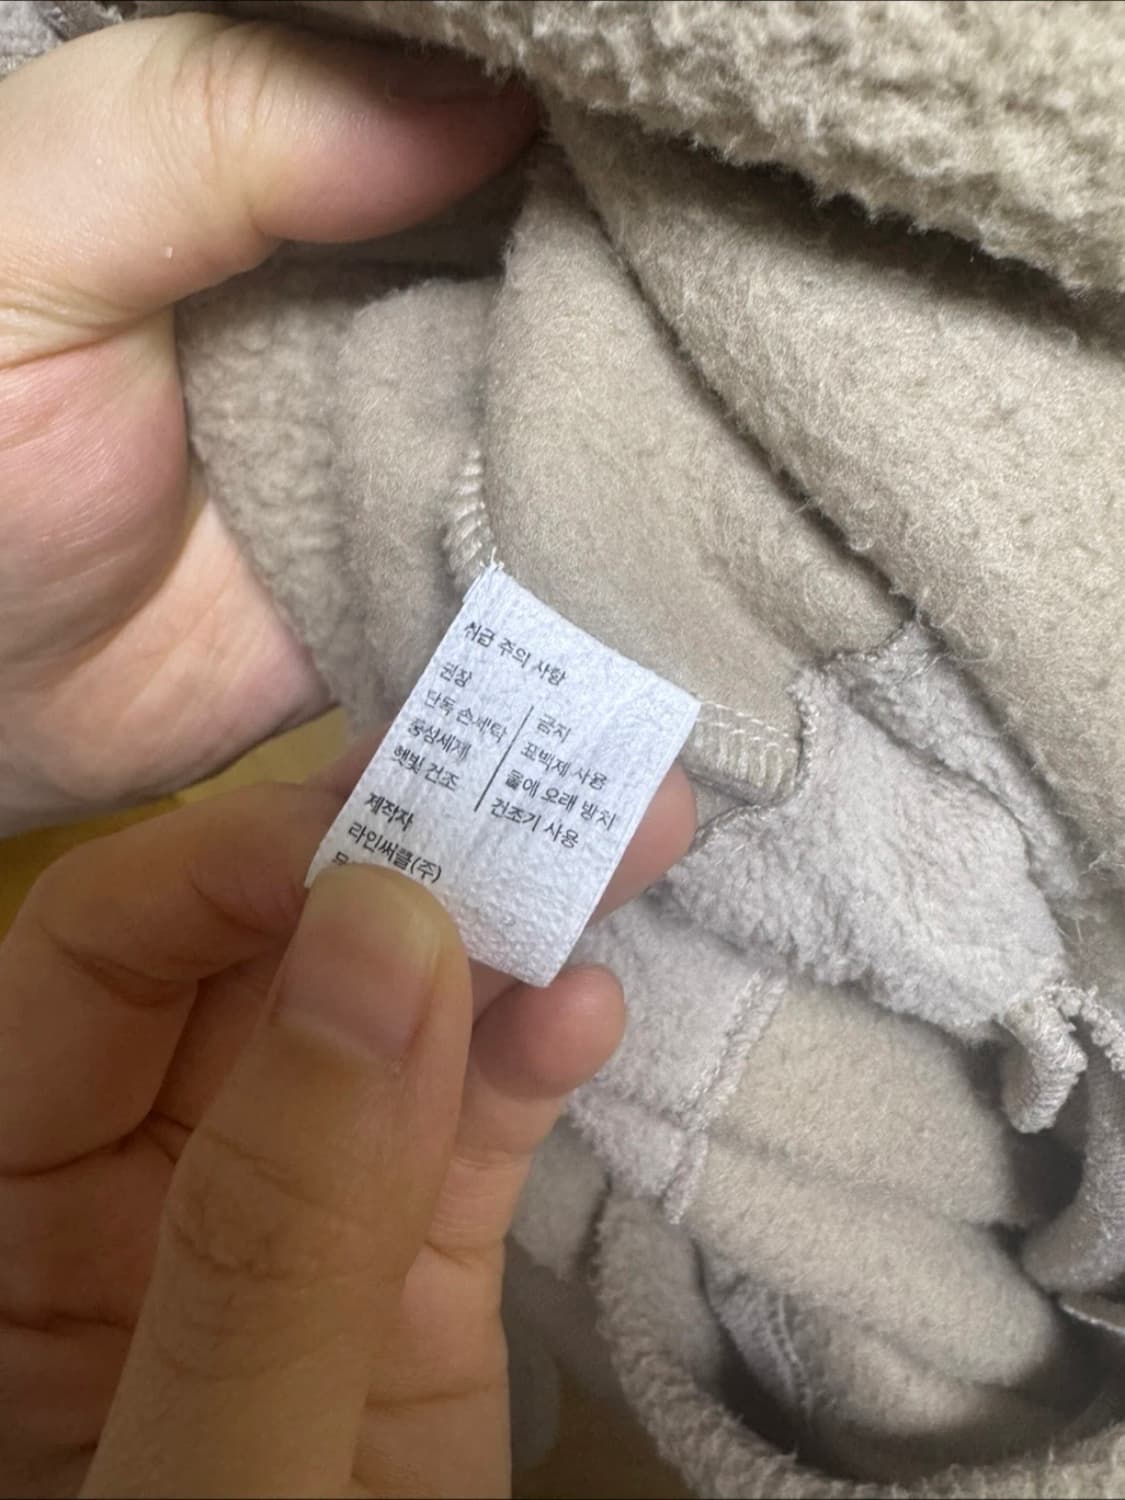 취급 주의 사항
권장
단독 손세탁
중성세제
햇빛 건조
금지
표백제 사용
물에 오래 방치
건조기 사용
제작자
라인써클(주)